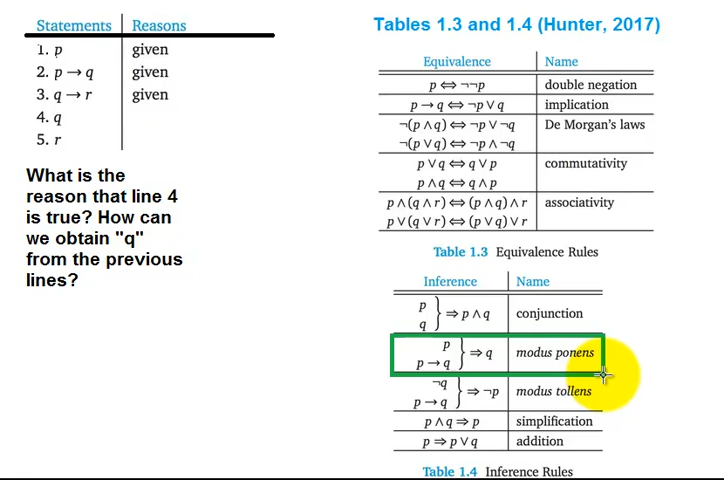 Statements Reasons
1. p given
2. p → q given
3. q → r given
4. q
5. r
What is the
reason that line 4
is true? How can
we obtain "q"
from the previous
lines?
Tables 1.3 and 1.4 (Hunter, 2017)
Equivalence Name
p ⇔ ¬¬p double negation
p → q ⇔ ¬p ∨ q implication
¬(p ∧ q) ⇔ ¬p ∨ ¬q De Morgan's laws
¬(p ∨ q) ⇔ ¬p ∧ ¬q
p ∨ q ⇔ q ∨ p commutativity
p ∧ q ⇔ q ∧ p
p ∧ (q ∧ r) ⇔ (p ∧ q) ∧ r associativity
p ∨ (q ∨ r) ⇔ (p ∨ q) ∨ r
Table 1.3 Equivalence Rules
Inference Name
p
q } ⇒ p ∧ q conjunction
p
p → q } ⇒ q modus ponens
¬q
p → q } ⇒ ¬p modus tollens
p ∧ q ⇒ p simplification
p ⇒ p ∨ q addition
Table 1.4 Inference Rules